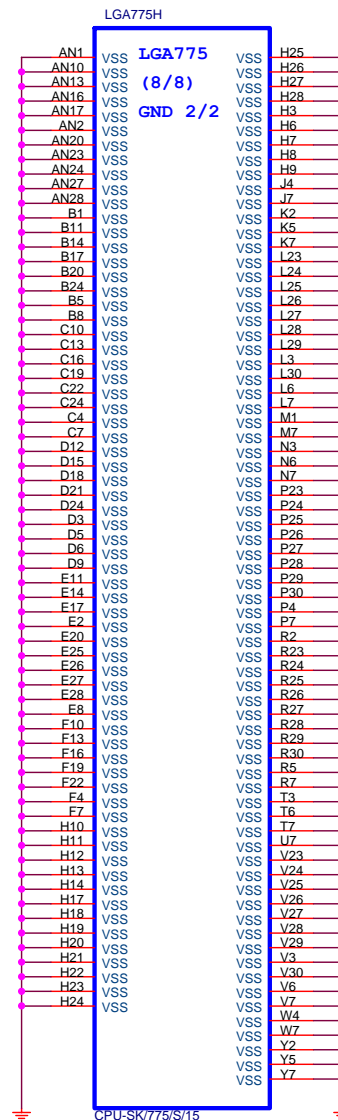 LGA775H
LGA775
(8/8)
GND 2/2
AN1 VSS VSS H25
AN10 VSS VSS H26
AN13 VSS VSS H27
AN16 VSS VSS H28
AN17 VSS VSS H3
AN2 VSS VSS H6
AN20 VSS VSS H7
AN23 VSS VSS H8
AN24 VSS VSS H9
AN27 VSS VSS J4
AN28 VSS VSS J7
B1 VSS VSS K2
B11 VSS VSS K5
B14 VSS VSS K7
B17 VSS VSS L23
B20 VSS VSS L24
B24 VSS VSS L25
B5 VSS VSS L26
B8 VSS VSS L27
C10 VSS VSS L28
C13 VSS VSS L29
C16 VSS VSS L3
C19 VSS VSS L30
C22 VSS VSS L6
C24 VSS VSS L7
C4 VSS VSS M1
C7 VSS VSS M7
D12 VSS VSS N3
D15 VSS VSS N6
D18 VSS VSS N7
D21 VSS VSS P23
D24 VSS VSS P24
D3 VSS VSS P25
D5 VSS VSS P26
D6 VSS VSS P27
D9 VSS VSS P28
E11 VSS VSS P29
E14 VSS VSS P30
E17 VSS VSS P4
E2 VSS VSS P7
E20 VSS VSS R2
E25 VSS VSS R23
E26 VSS VSS R24
E27 VSS VSS R25
E28 VSS VSS R26
E8 VSS VSS R27
F10 VSS VSS R28
F13 VSS VSS R29
F16 VSS VSS R30
F19 VSS VSS R5
F22 VSS VSS R7
F4 VSS VSS T3
F7 VSS VSS T6
H10 VSS VSS T7
H11 VSS VSS U7
H12 VSS VSS V23
H13 VSS VSS V24
H14 VSS VSS V25
H17 VSS VSS V26
H18 VSS VSS V27
H19 VSS VSS V28
H20 VSS VSS V29
H21 VSS VSS V3
H22 VSS VSS V30
H23 VSS VSS V6
H24 VSS VSS V7
VSS W4
VSS W7
VSS Y2
VSS Y5
VSS Y7
CPU-SK/775/S/15